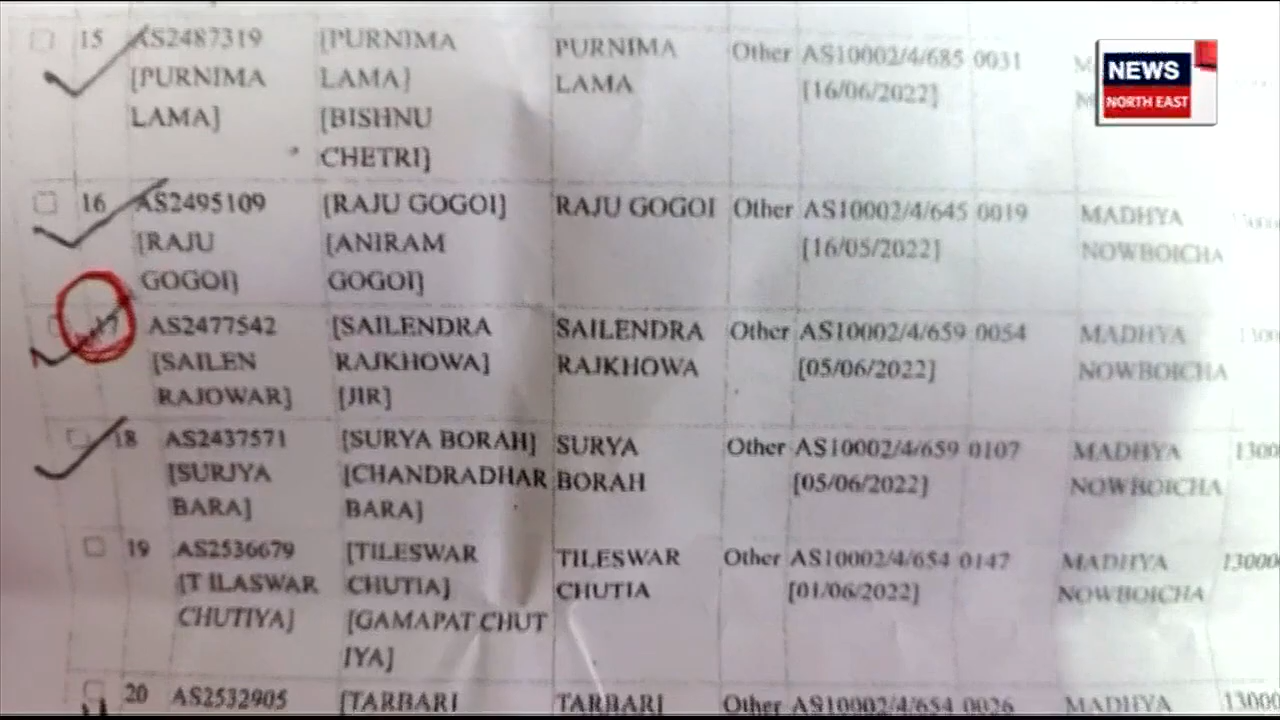 15 AS2487319 [PURNIMA PURNIMA Other AS10002/4/685 0031
[PURNIMA LAMA] LAMA [16/06/2022]
LAMA] [BISHNU
CHETRI]
16 AS2495109 [RAJU GOGOI] RAJU GOGOI Other AS10002/4/645 0019 MADHYA
[RAJU [ANIRAM [16/05/2022] NOWBOICHA
GOGOI] GOGOI]
17 AS2477542 [SAILENDRA SAILENDRA Other AS10002/4/659 0054 MADHYA
[SAILEN RAJKHOWA] RAJKHOWA [05/06/2022] NOWBOICHA
RAJOWAR] [JIR]
18 AS2437571 [SURYA BORAH] SURYA Other AS10002/4/659 0107 MADHYA 1300
[SURJYA [CHANDRADHAR BORAH [05/06/2022] NOWBOICHA
BARA] BARA]
19 AS2536679 [TILESWAR TILESWAR Other AS10002/4/654 0147 MADHYA 13000
[T ILASWAR CHUTIA] CHUTIA [01/06/2022] NOWBOICHA
CHUTIYA] [GAMAPAT CHUT
IYA]
20 AS2532905 [TARBARI TARBARI Other AS10002/4/654 0026 MADHYA 13000
NEWS
NORTH EAST